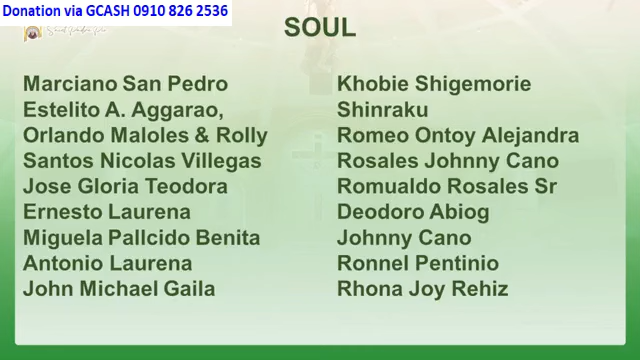 Donation via GCASH 0910 826 2536
SOUL
Marciano San Pedro
Estelito A. Aggarao,
Orlando Maloles & Rolly
Santos Nicolas Villegas
Jose Gloria Teodora
Ernesto Laurena
Miguela Pallcido Benita
Antonio Laurena
John Michael Gaila
Khobie Shigemorie
Shinraku
Romeo Ontoy Alejandra
Rosales Johnny Cano
Romualdo Rosales Sr
Deodoro Abiog
Johnny Cano
Ronnel Pentinio
Rhona Joy Rehiz